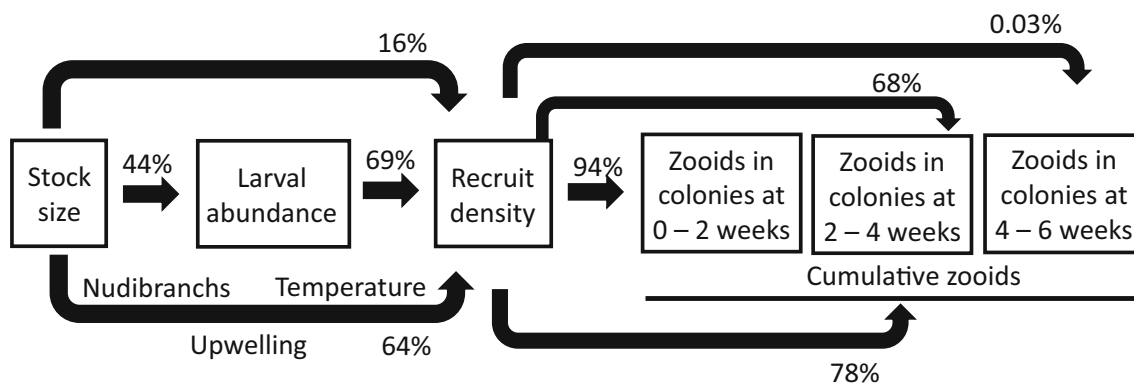 16%
0.03%
68%
Stock
size
44%
Larval
abundance
69%
Recruit
density
94%
Zooids in
colonies at
0 – 2 weeks
Zooids in
colonies at
2 – 4 weeks
Zooids in
colonies at
4 – 6 weeks
Nudibranchs
Temperature
Upwelling
64%
Cumulative zooids
78%